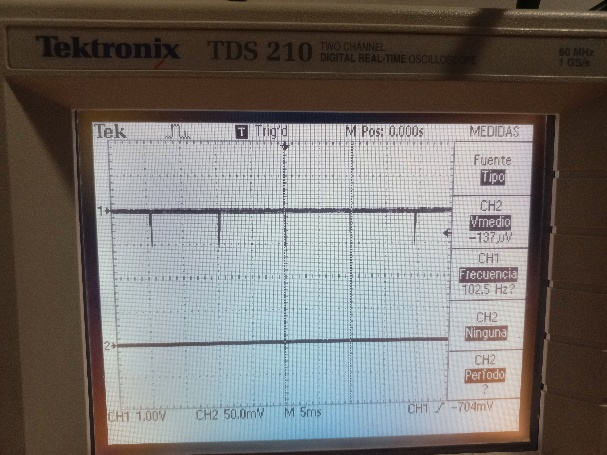 Tektronix TDS 210 TWO CHANNEL
DIGITAL REAL-TIME OSCILLOSCOPE
60 MHz
1 GS/s
Tek T Trig'd M Pos: 0.000s MEDIDAS
Fuente
Tipo
CH2
Vmedio
-137µV
CH1
Frecuencia
102.5 Hz?
CH2
Ninguna
CH2
Período
?
1
2
CH1 1.00V CH2 50.0mV M 5ms CH1 -704mV